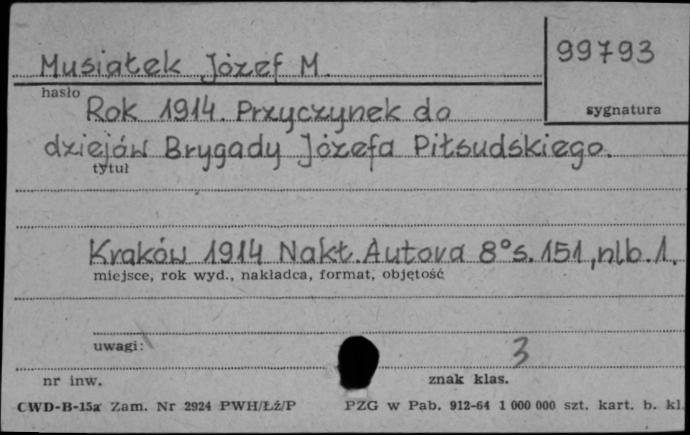 Musiałek Józef M.
99793
hasło
sygnatura
Rok 1914. Przyczynek do
dziejów Brygady Józefa Piłsudskiego.
tytuł
Kraków 1914 Nakł. Autora 8° s. 151, nlb. 1.
miejsce, rok wyd., nakładca, format, objętość
uwagi:
3
nr inw.
znak klas.
CWD-B-15a Zam. Nr 2924 PWH/Łź/P
PZG w Pab. 912-64 1 000 000 szt. kart. b. kl.